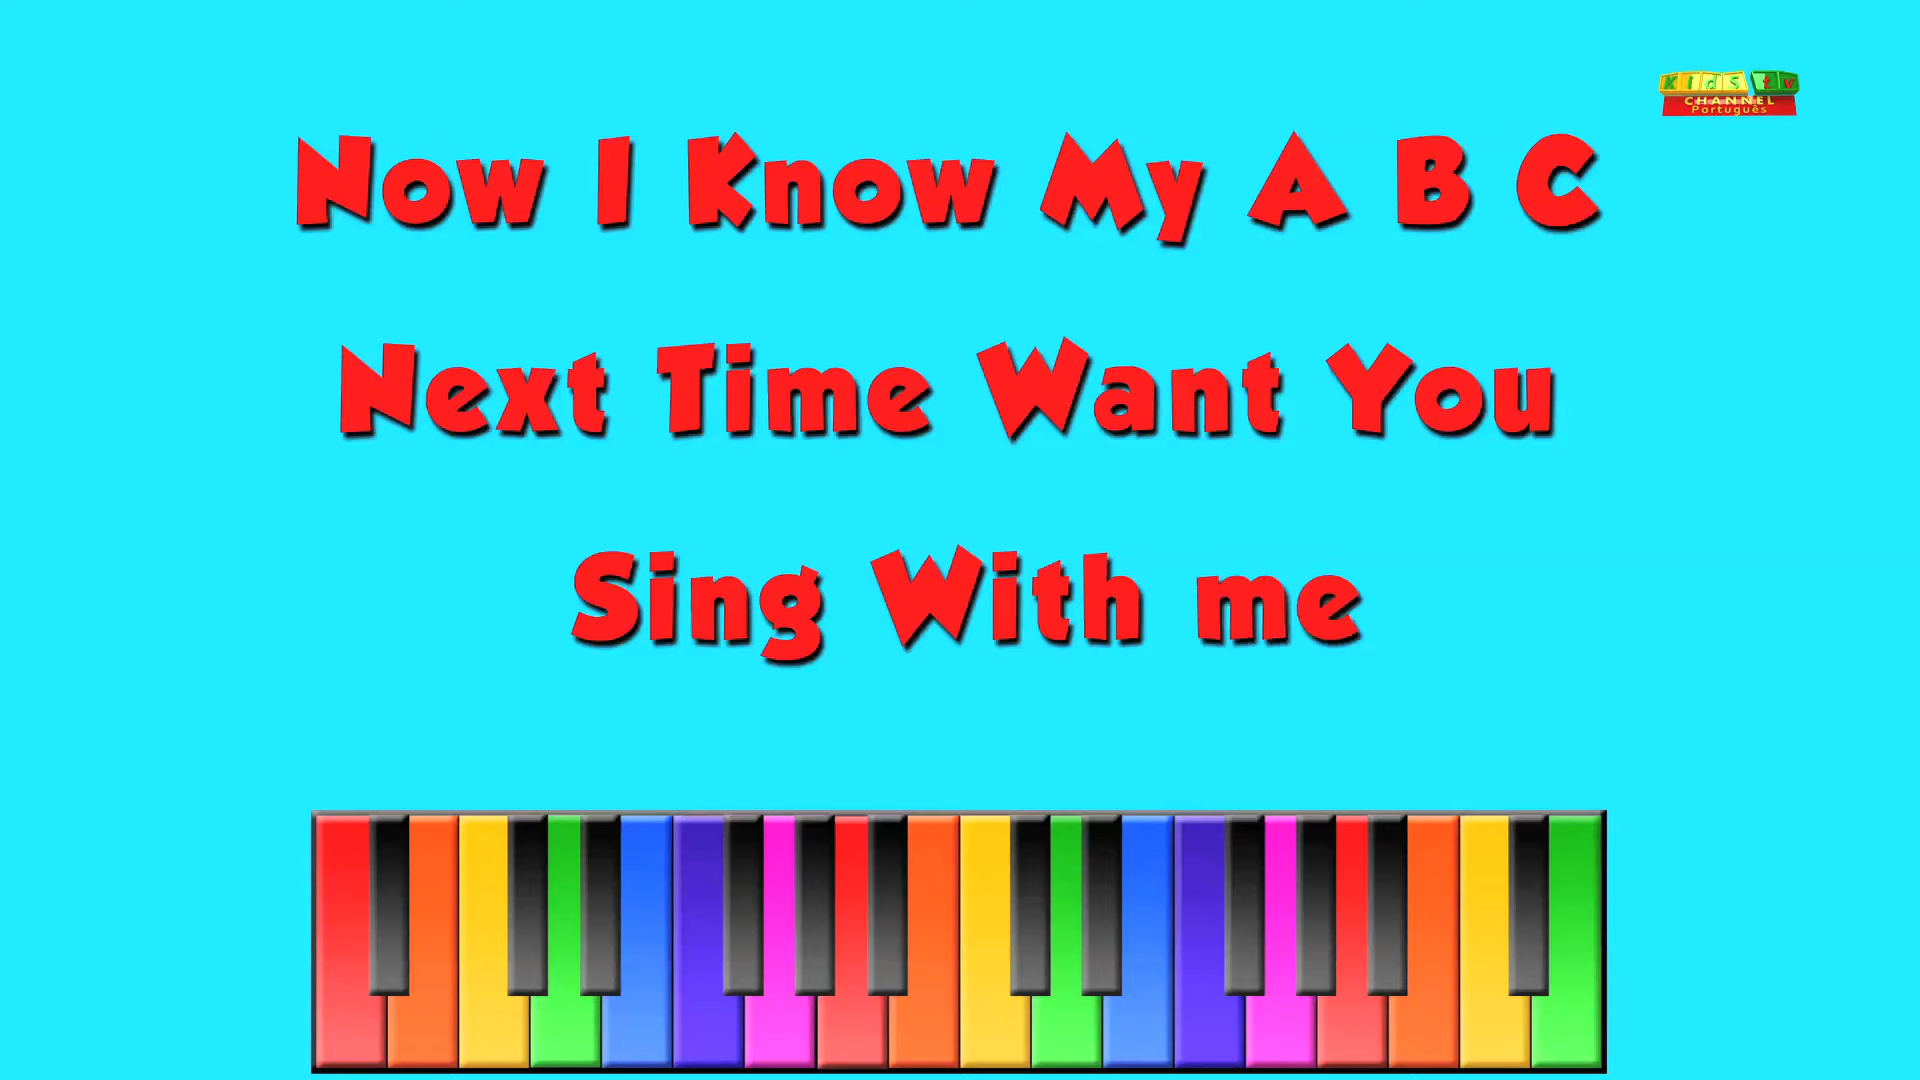 Kids tv
CHANNEL
Português
Now I Know My A B C
Next Time Want You
Sing With me